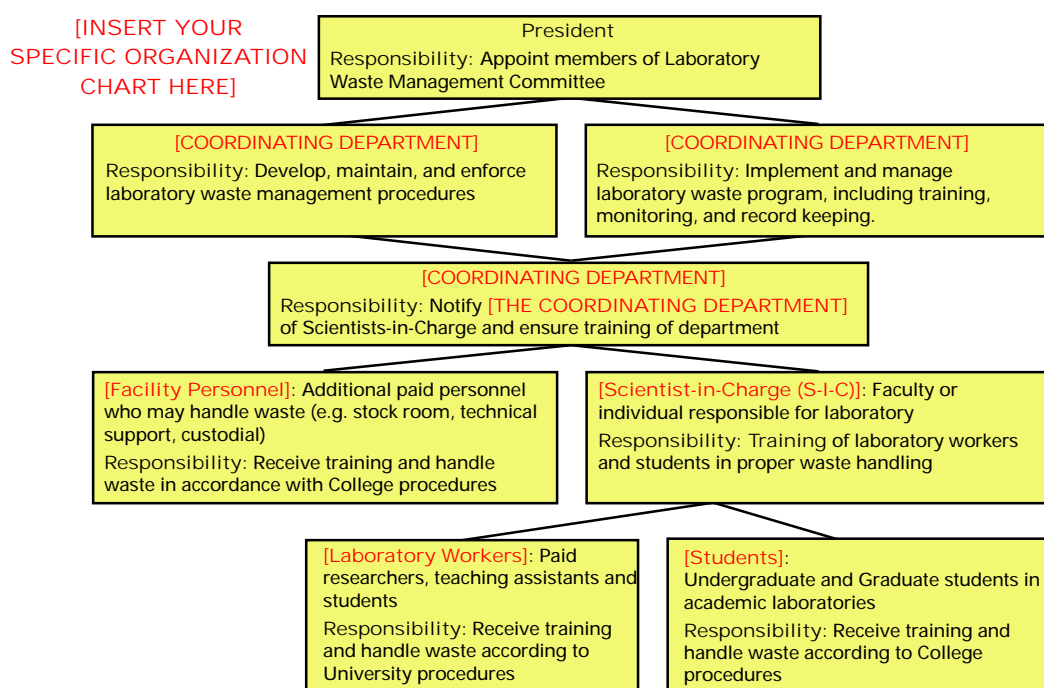 [INSERT YOUR
SPECIFIC ORGANIZATION
CHART HERE]
President
Responsibility: Appoint members of Laboratory
Waste Management Committee
[COORDINATING DEPARTMENT]
Responsibility: Develop, maintain, and enforce
laboratory waste management procedures
[COORDINATING DEPARTMENT]
Responsibility: Implement and manage
laboratory waste program, including training,
monitoring, and record keeping.
[COORDINATING DEPARTMENT]
Responsibility: Notify [THE COORDINATING DEPARTMENT]
of Scientists-in-Charge and ensure training of department
[Facility Personnel]: Additional paid personnel
who may handle waste (e.g. stock room, technical
support, custodial)
Responsibility: Receive training and handle
waste in accordance with College procedures
[Scientist-in-Charge (S-I-C)]: Faculty or
individual responsible for laboratory
Responsibility: Training of laboratory workers
and students in proper waste handling
[Laboratory Workers]: Paid
researchers, teaching assistants and
students
Responsibility: Receive training
and handle waste according to
University procedures
[Students]:
Undergraduate and Graduate students in
academic laboratories
Responsibility: Receive training and
handle waste according to College
procedures